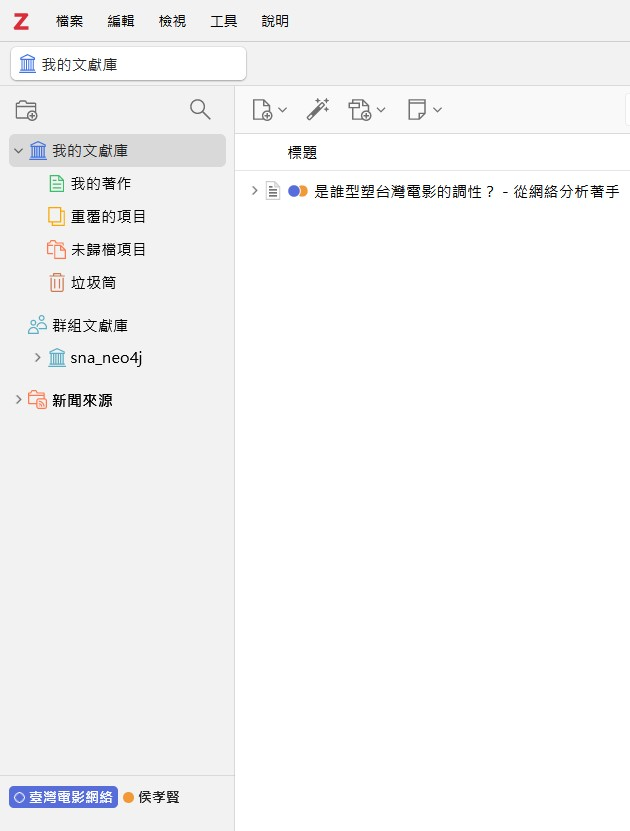 Z 檔案 編輯 檢視 工具 說明
我的文獻庫
我的文獻庫
我的著作
重覆的項目
未歸檔項目
垃圾筒
群組文獻庫
sna_neo4j
新聞來源
標題
是誰型塑台灣電影的調性？ - 從網絡分析著手
臺灣電影網絡 侯孝賢